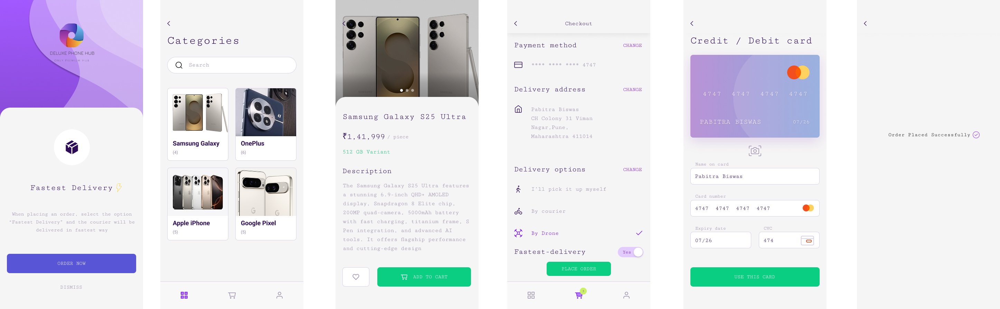 DELUXE PHONE HUB
ONLY PREMIUM HUB
Fastest Delivery
When placing an order, select the option
“Fastest Delivery” and the courier will be
delivered in fastest way
ORDER NOW
DISMISS
Categories
Search
Samsung Galaxy
(4)
OnePlus
(6)
Apple iPhone
(5)
Google Pixel
(5)
Samsung Galaxy S25 Ultra
₹1,41,999 / piece
512 GB Variant
Description
The Samsung Galaxy S25 Ultra features
a stunning 6.9-inch QHD+ AMOLED
display, Snapdragon 8 Elite chip,
200MP quad-camera, 5000mAh battery
with fast charging, titanium frame, S
Pen integration, and advanced AI
tools. It offers flagship performance
and cutting-edge design
ADD TO CART
Checkout
Payment method CHANGE
**** **** **** 4747
Delivery address CHANGE
Pabitra Biswas
CH Colony 31 Viman
Nagar,Pune,
Maharashtra 411014
Delivery options CHANGE
I'll pick it up myself
By courier
By Drone
Fastest-delivery Yes
PLACE ORDER
3
Credit / Debit card
4747 4747 4747 4747
PABITRA BISWAS 07/26
Name on card
Pabitra Biswas
Card number
4747 4747 4747 4747
Expiry date CVC
07/26 474
USE THIS CARD
Order Placed Successfully